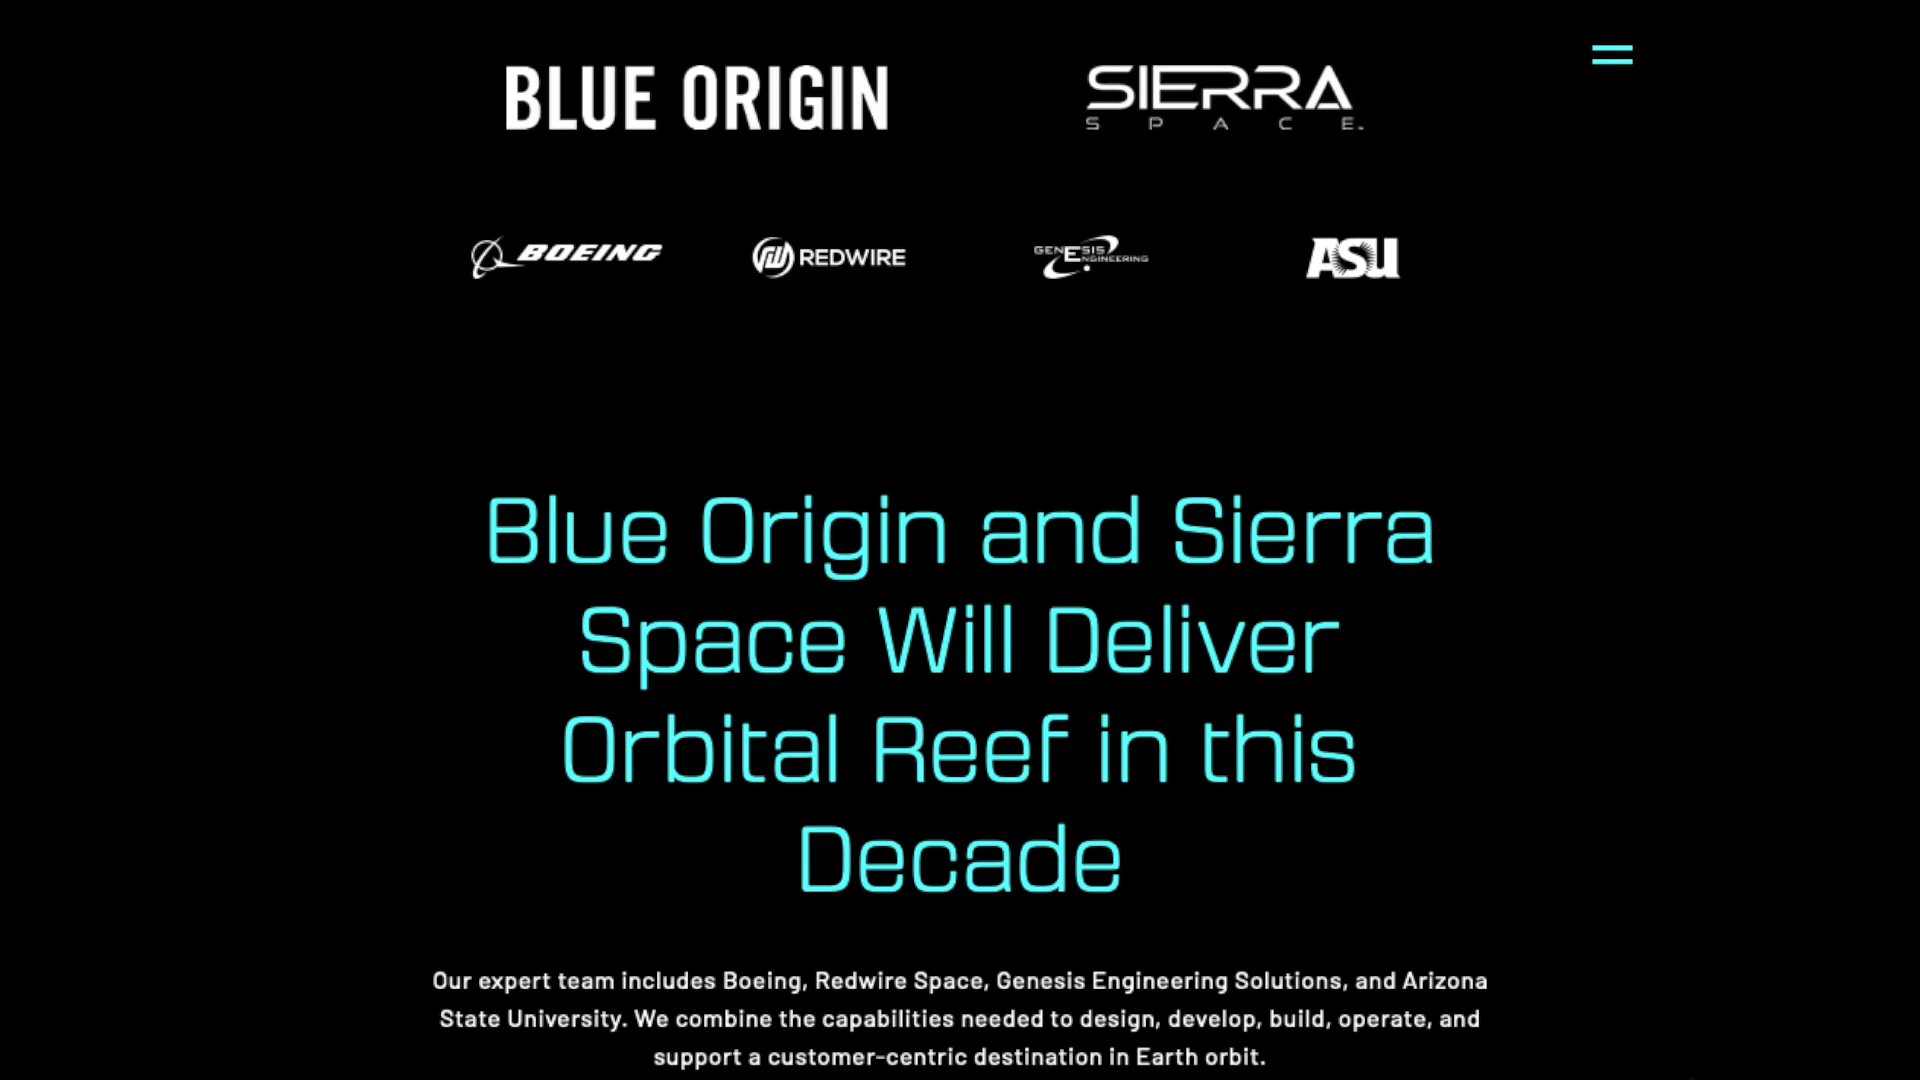 BLUE ORIGIN
SIERRA
SPACE™
BOEING
REDWIRE
GENESIS
ENGINEERING
ASU
Blue Origin and Sierra
Space Will Deliver
Orbital Reef in this
Decade
Our expert team includes Boeing, Redwire Space, Genesis Engineering Solutions, and Arizona
State University. We combine the capabilities needed to design, develop, build, operate, and
support a customer-centric destination in Earth orbit.